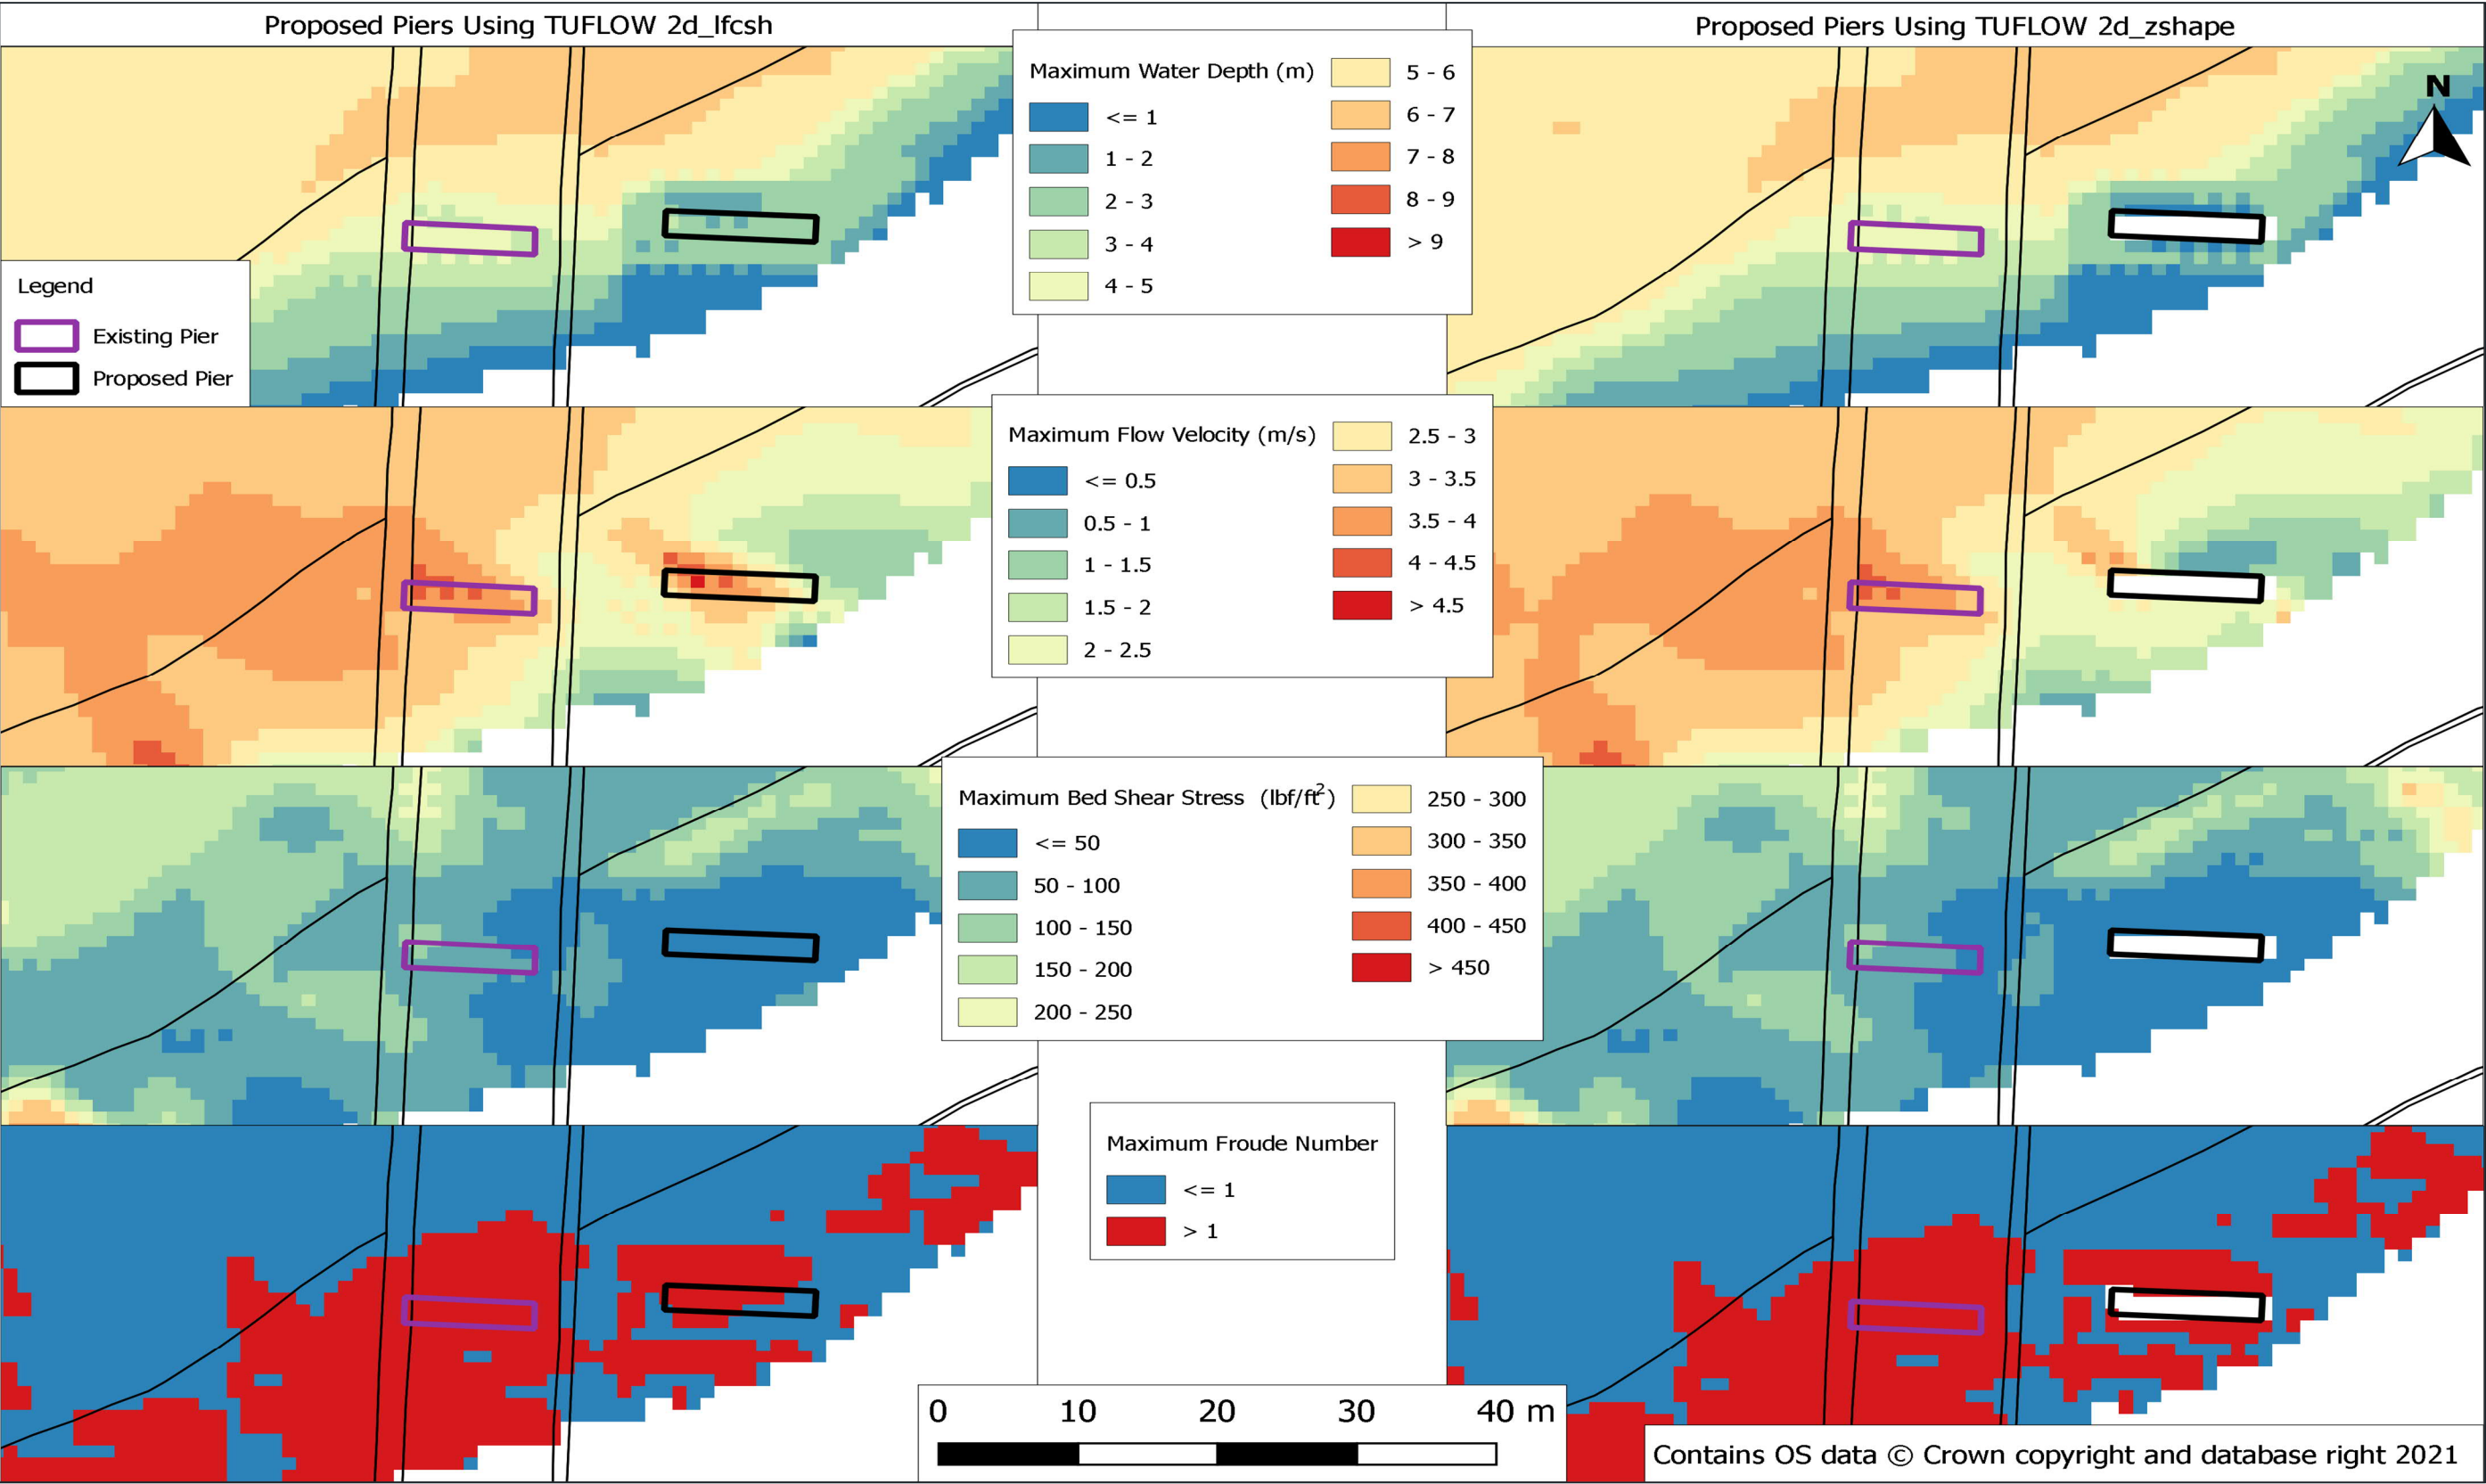 Proposed Piers Using TUFLOW 2d_lfcsh
Proposed Piers Using TUFLOW 2d_zshape
Maximum Water Depth (m)
<= 1
1 - 2
2 - 3
3 - 4
4 - 5
5 - 6
6 - 7
7 - 8
8 - 9
> 9
N
Legend
Existing Pier
Proposed Pier
Maximum Flow Velocity (m/s)
<= 0.5
0.5 - 1
1 - 1.5
1.5 - 2
2 - 2.5
2.5 - 3
3 - 3.5
3.5 - 4
4 - 4.5
> 4.5
Maximum Bed Shear Stress (lbf/ft²)
<= 50
50 - 100
100 - 150
150 - 200
200 - 250
250 - 300
300 - 350
350 - 400
400 - 450
> 450
Maximum Froude Number
<= 1
> 1
0 10 20 30 40 m
Contains OS data © Crown copyright and database right 2021